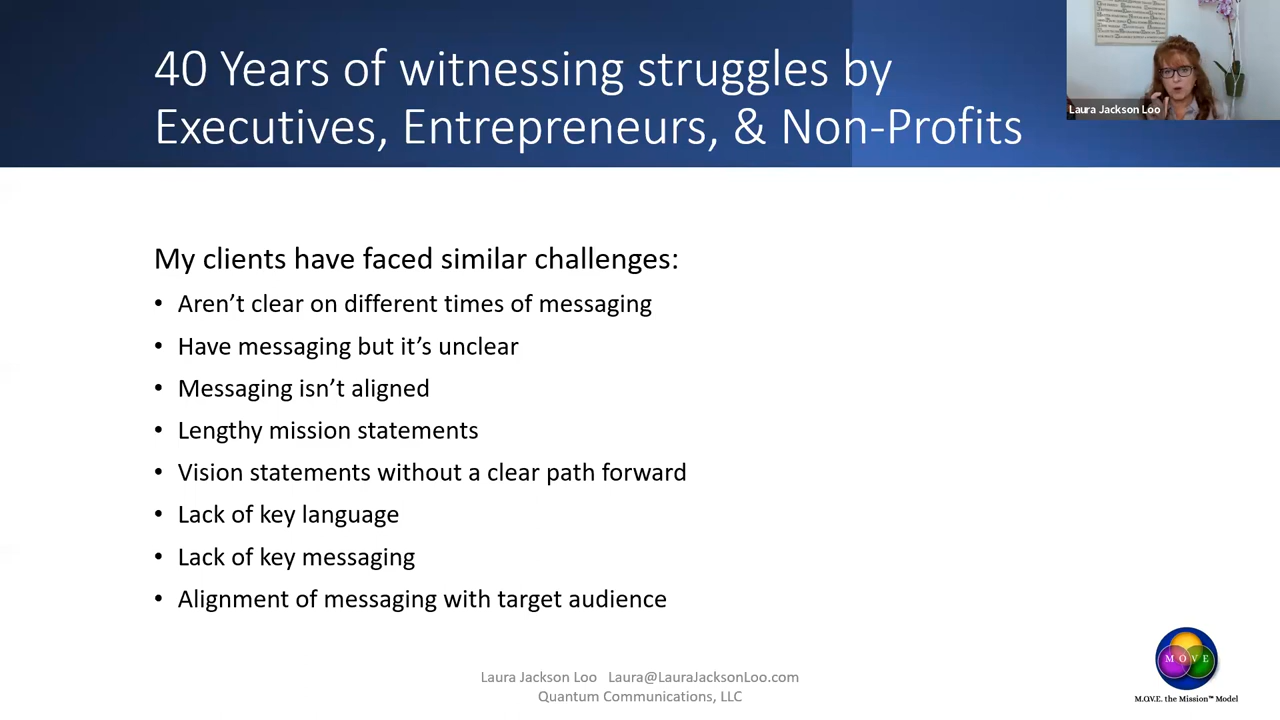 40 Years of witnessing struggles by
Executives, Entrepreneurs, & Non-Profits
Laura Jackson Loo
My clients have faced similar challenges:
• Aren’t clear on different times of messaging
• Have messaging but it’s unclear
• Messaging isn’t aligned
• Lengthy mission statements
• Vision statements without a clear path forward
• Lack of key language
• Lack of key messaging
• Alignment of messaging with target audience
Laura Jackson Loo Laura@LauraJacksonLoo.com
Quantum Communications, LLC
M O V E
M.O.V.E. the Mission™ Model